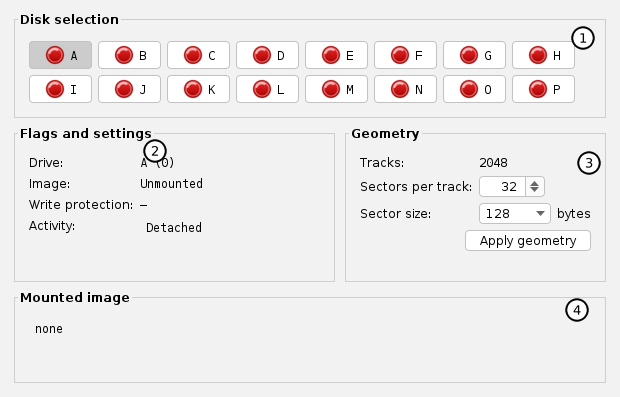 Disk selection
1
A B C D E F G H
I J K L M N O P
Flags and settings
2
Drive: A (0)
Image: Unmounted
Write protection: –
Activity: Detached
Geometry
3
Tracks: 2048
Sectors per track: 32
Sector size: 128 bytes
Apply geometry
Mounted image
4
none